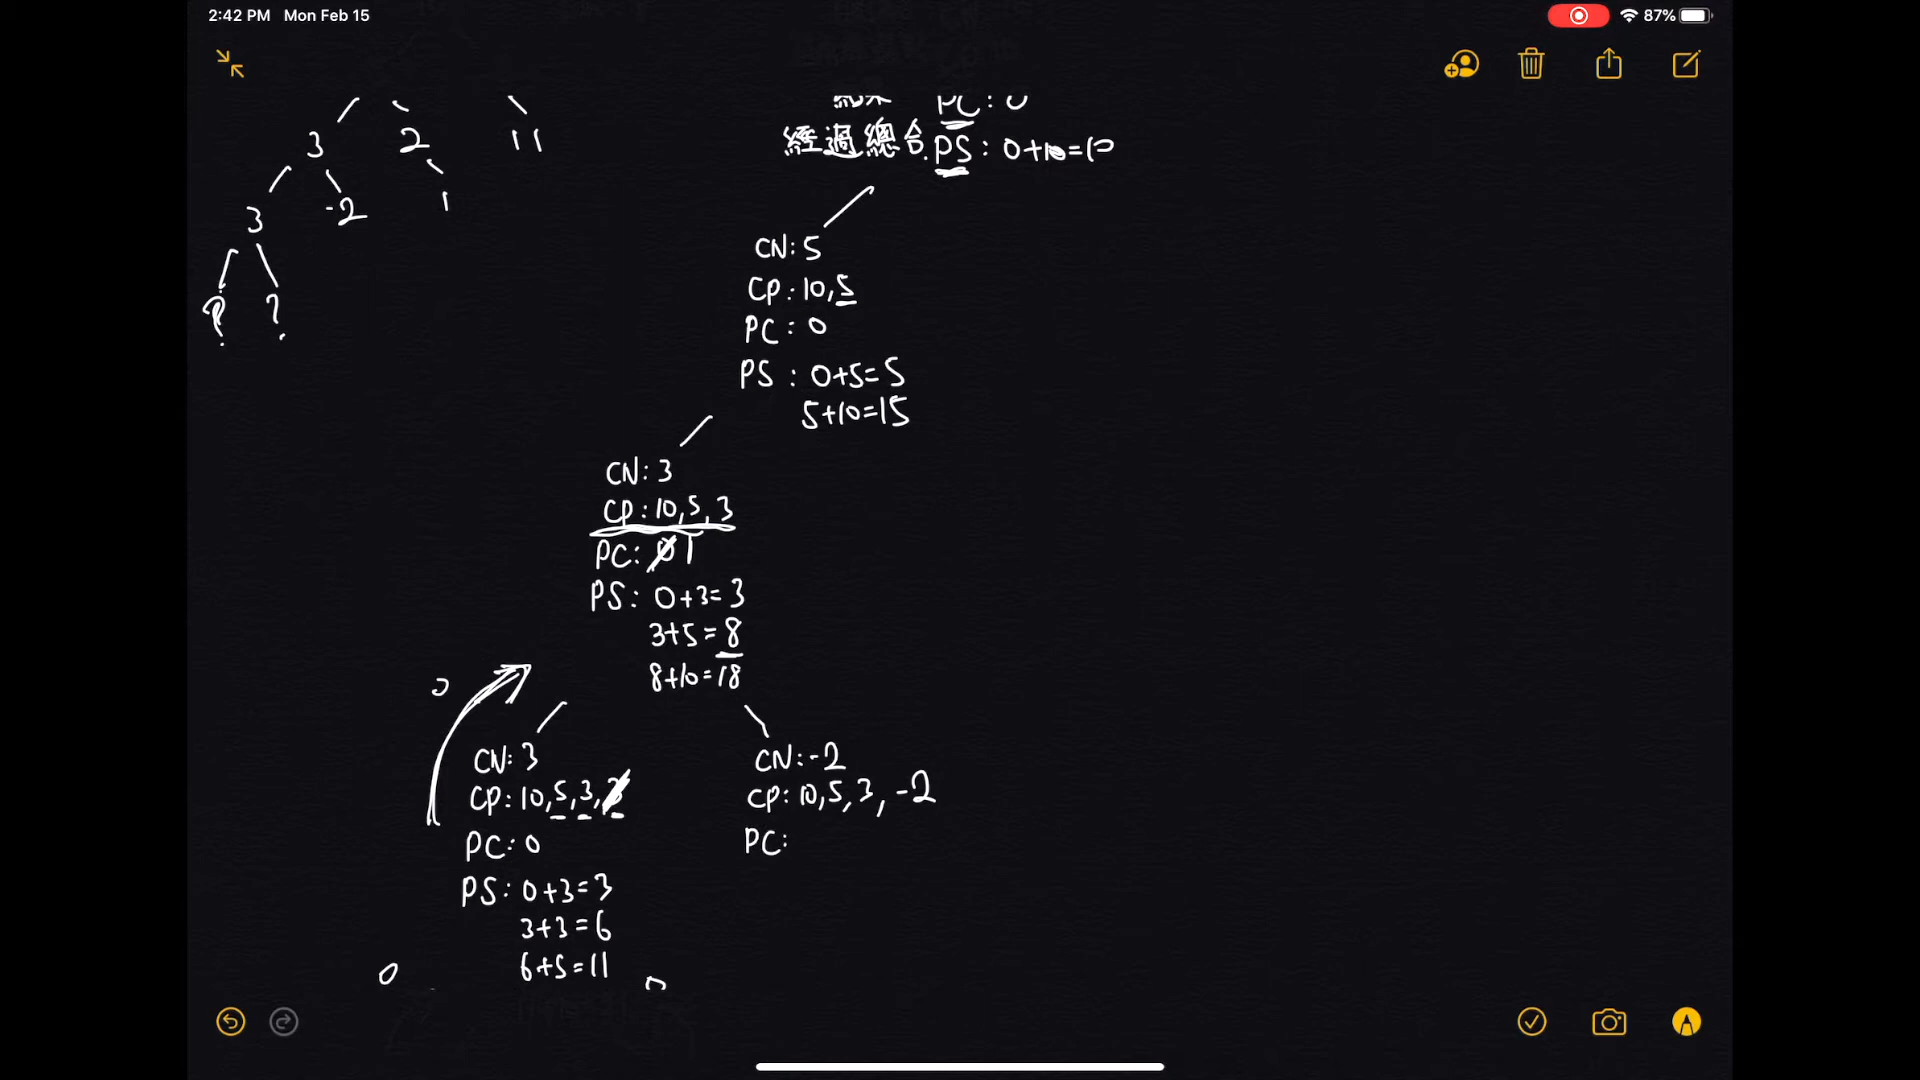 2:42 PM Mon Feb 15
87%
3 2 11
3 -2 1
? ?
PC: 0
經過總合.PS: 0+10=10
CN: 5
CP: 10,5
PC: 0
PS: 0+5=5
5+10=15
CN: 3
CP: 10,5,3
PC: 0 1
PS: 0+3=3
3+5=8
8+10=18
0
CN: 3
CP: 10,5,3,3
PC: 0
PS: 0+3=3
3+3=6
6+5=11
0 0
CN: -2
CP: 10,5,3,-2
PC: